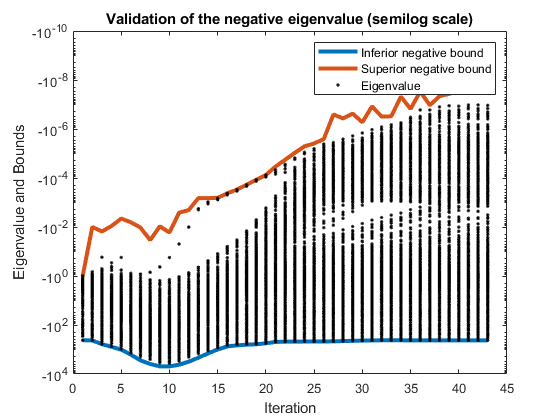 Validation of the negative eigenvalue (semilog scale)
Inferior negative bound
Superior negative bound
Eigenvalue
Eigenvalue and Bounds
-10^-10
-10^-8
-10^-6
-10^-4
-10^-2
-10^0
-10^2
-10^4
0 5 10 15 20 25 30 35 40 45
Iteration